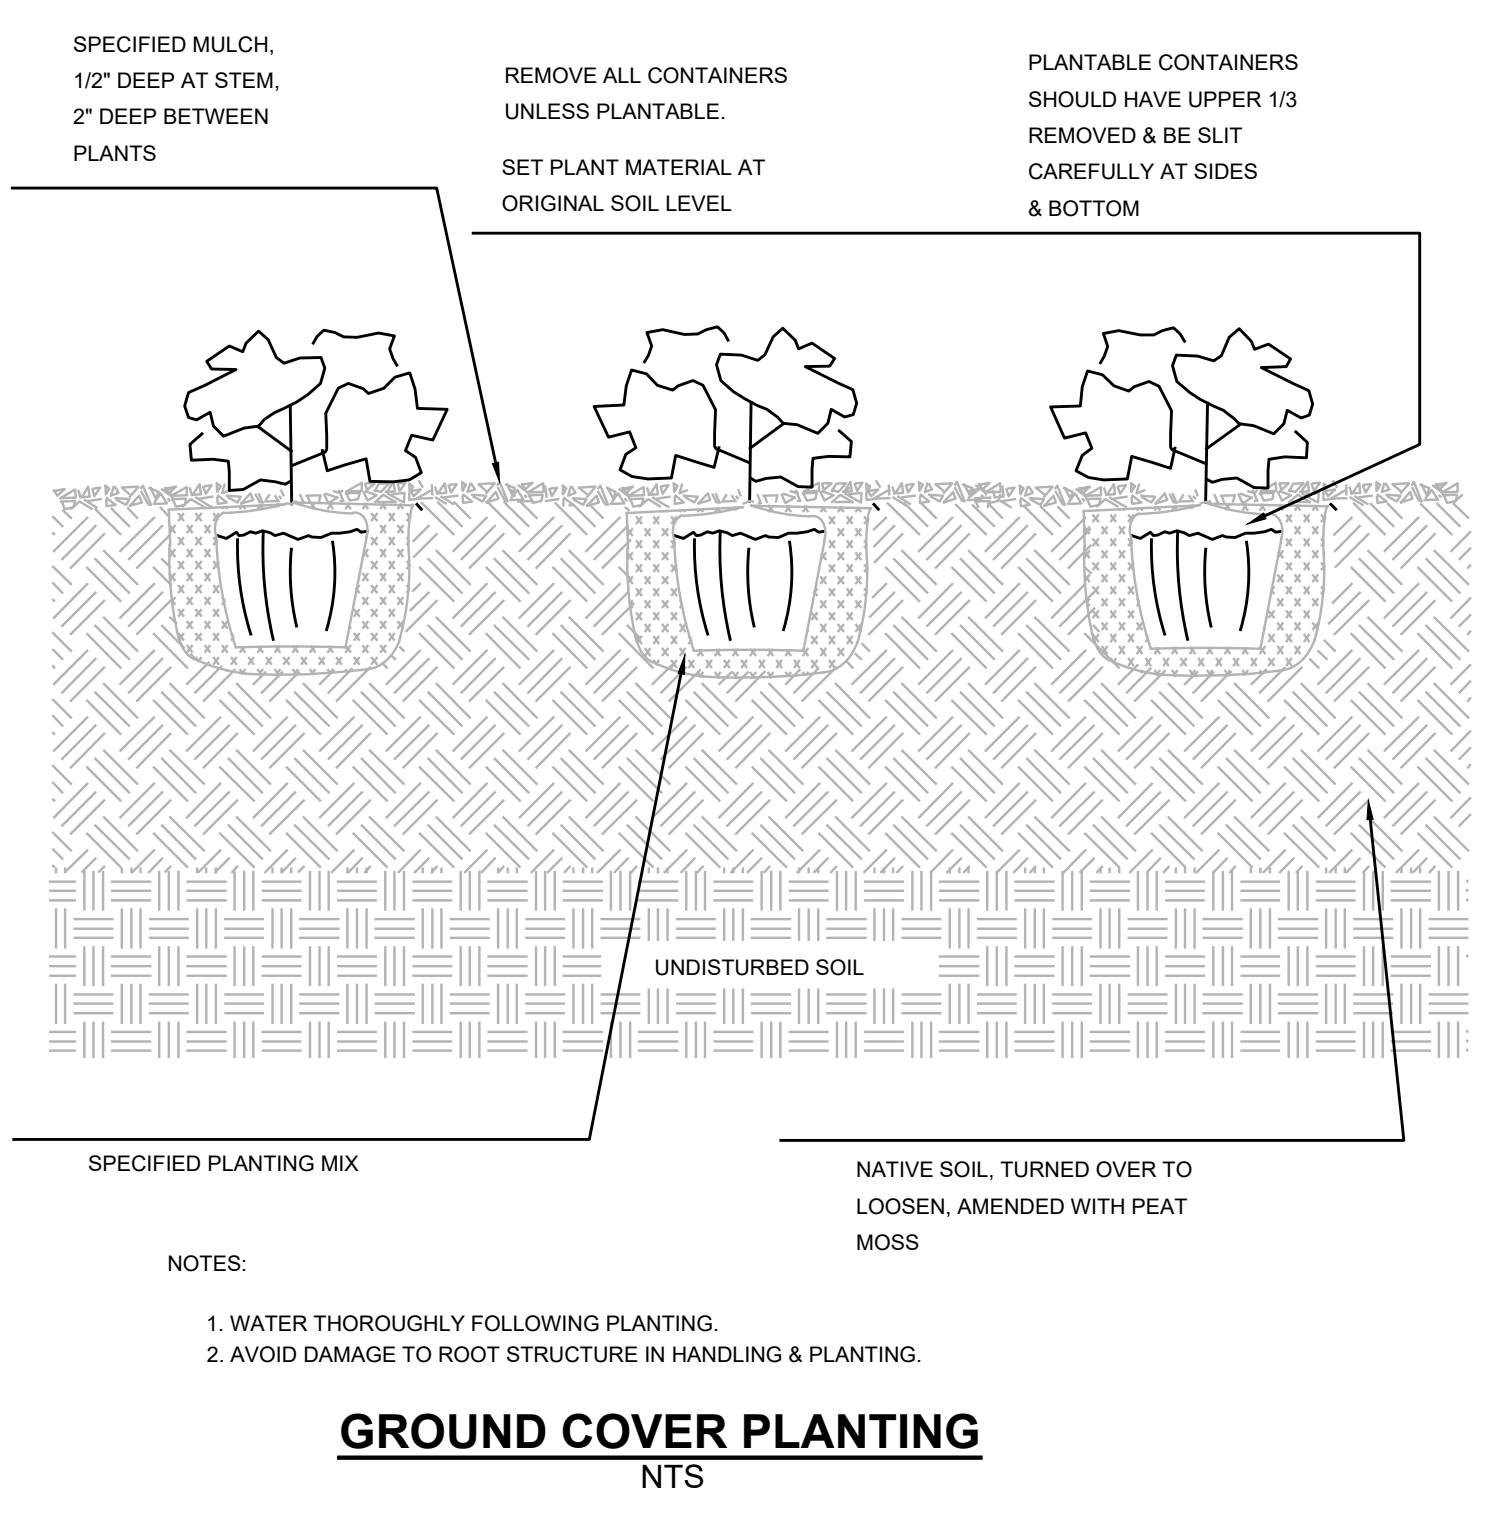 SPECIFIED MULCH,
1/2" DEEP AT STEM,
2" DEEP BETWEEN
PLANTS
REMOVE ALL CONTAINERS
UNLESS PLANTABLE.
SET PLANT MATERIAL AT
ORIGINAL SOIL LEVEL
PLANTABLE CONTAINERS
SHOULD HAVE UPPER 1/3
REMOVED & BE SLIT
CAREFULLY AT SIDES
& BOTTOM
UNDISTURBED SOIL
SPECIFIED PLANTING MIX
NATIVE SOIL, TURNED OVER TO
LOOSEN, AMENDED WITH PEAT
MOSS
NOTES:
1. WATER THOROUGHLY FOLLOWING PLANTING.
2. AVOID DAMAGE TO ROOT STRUCTURE IN HANDLING & PLANTING.
GROUND COVER PLANTING
NTS